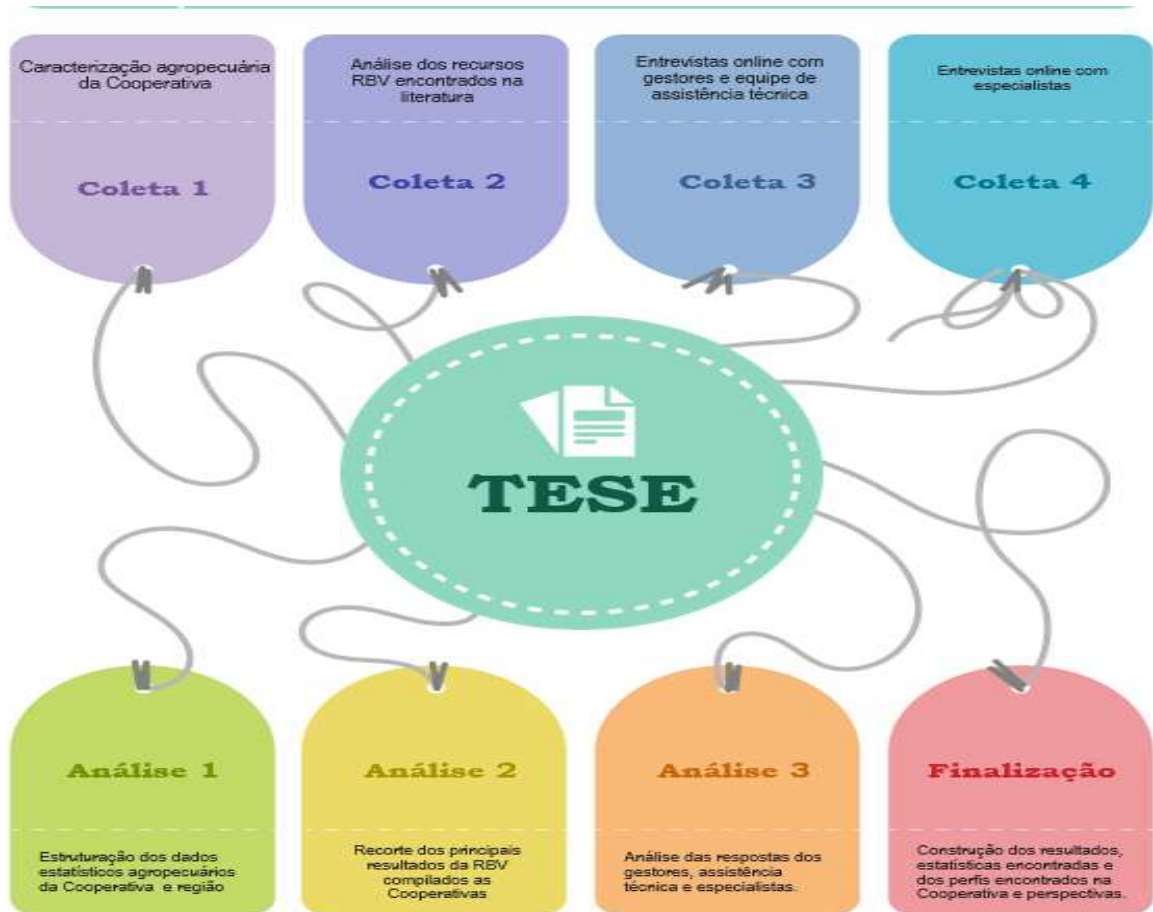 Caracterização agropecuária
da Cooperativa
Coleta 1
Análise dos recursos
RBV encontrados na
literatura
Coleta 2
Entrevistas online com
gestores e equipe de
assistência técnica
Coleta 3
Entrevistas online com
especialistas
Coleta 4
TESE
Análise 1
Estruturação dos dados
estatísticos agropecuários
da Cooperativa e região
Análise 2
Recorte dos principais
resultados da RBV
compilados as
Cooperativas
Análise 3
Análise das respostas dos
gestores, assistência
técnica e especialistas.
Finalização
Construção dos resultados,
estatísticas encontradas e
dos perfis encontrados na
Cooperativa e perspectivas.